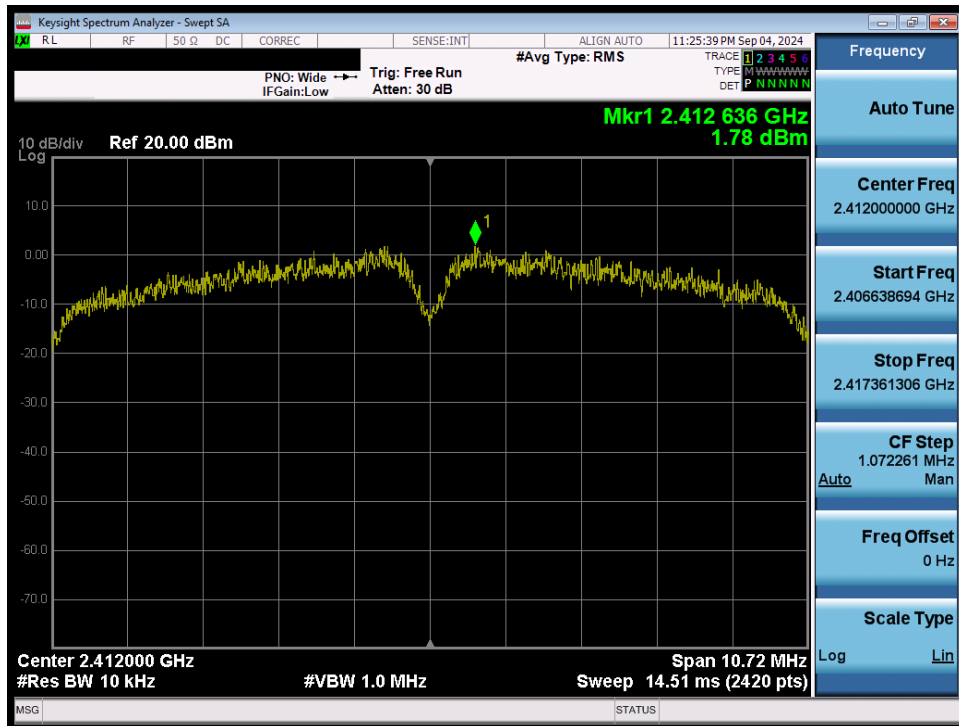 Keysight Spectrum Analyzer - Swept SA
LXI RL RF 50 Ω DC CORREC SENSE:INT ALIGN AUTO 11:25:39 PM Sep 04, 2024
#Avg Type: RMS TRACE 1 2 3 4 5 6
PNO: Wide Trig: Free Run TYPE M WWWWW
IFGain:Low Atten: 30 dB DET P N N N N N
Mkr1 2.412 636 GHz
10 dB/div Ref 20.00 dBm 1.78 dBm
Log
10.0
1
0.00
-10.0
-20.0
-30.0
-40.0
-50.0
-60.0
-70.0
Center 2.412000 GHz Span 10.72 MHz
#Res BW 10 kHz #VBW 1.0 MHz Sweep 14.51 ms (2420 pts)
MSG STATUS
Frequency
Auto Tune
Center Freq
2.412000000 GHz
Start Freq
2.406638694 GHz
Stop Freq
2.417361306 GHz
CF Step
1.072261 MHz
Auto Man
Freq Offset
0 Hz
Scale Type
Log Lin